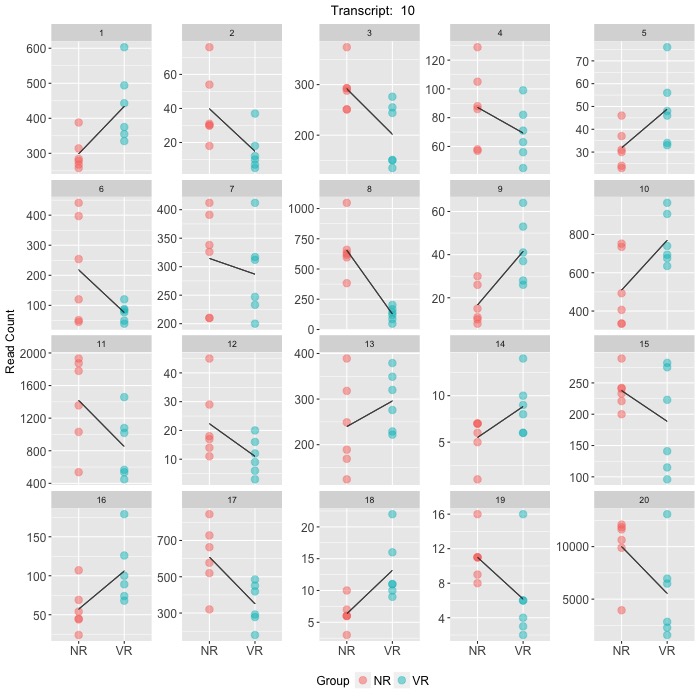 Transcript: 10
1 2 3 4 5
600 500 400 300
60 40 20
300 200
120 100 80 60
70 60 50 40 30
6 7 8 9 10
400 300 200 100
400 350 300 250 200
1000 750 500 250 0
60 40 20
800 600 400
Read Count
11 12 13 14 15
2000 1600 1200 800 400
40 30 20 10
400 300 200
10 5
250 200 150 100
16 17 18 19 20
150 100 50
700 500 300
20 15 10 5
16 12 8 4
10000 5000
NR VR NR VR NR VR NR VR NR VR
Group NR VR